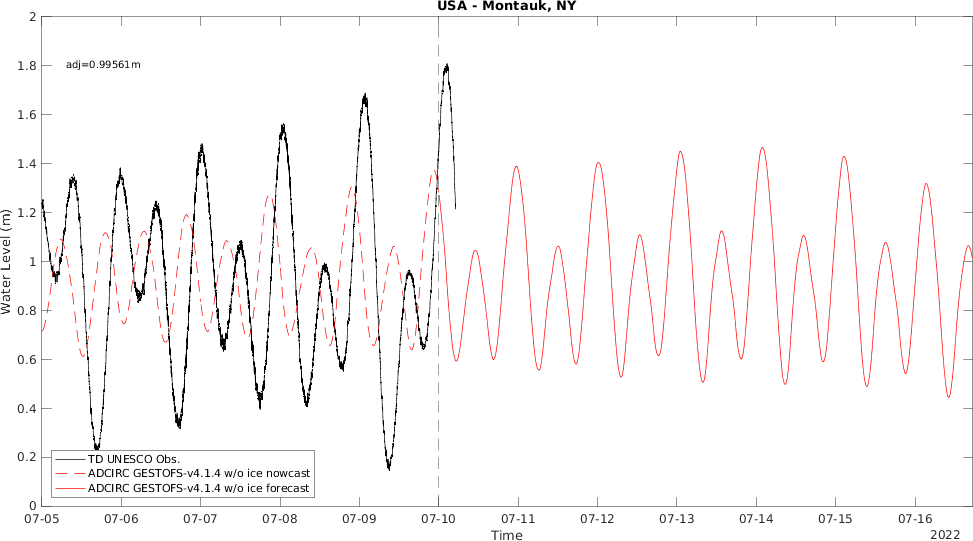 USA - Montauk, NY
2
1.8
adj=0.99561m
1.6
1.4
1.2
1
Water Level (m)
0.8
0.6
0.4
0.2
0
TD UNESCO Obs.
ADCIRC GESTOFS-v4.1.4 w/o ice nowcast
ADCIRC GESTOFS-v4.1.4 w/o ice forecast
07-05 07-06 07-07 07-08 07-09 07-10 07-11 07-12 07-13 07-14 07-15 07-16
Time
2022